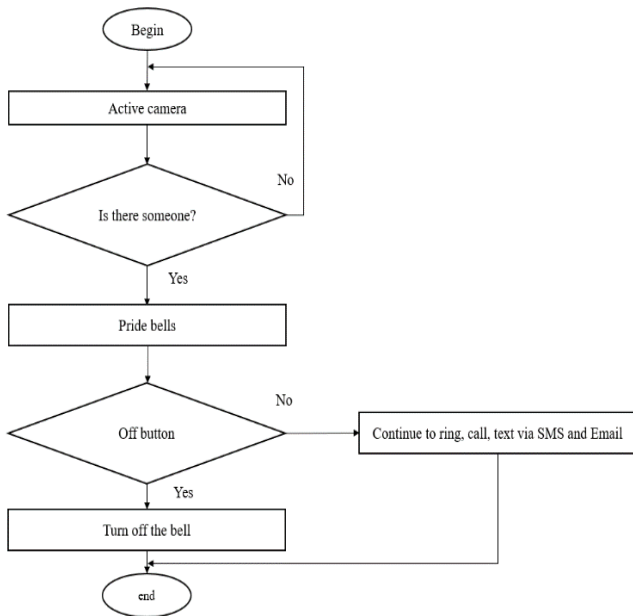 Begin
Active camera
No
Is there someone?
Yes
Pride bells
No
Off button
Continue to ring, call, text via SMS and Email
Yes
Turn off the bell
end